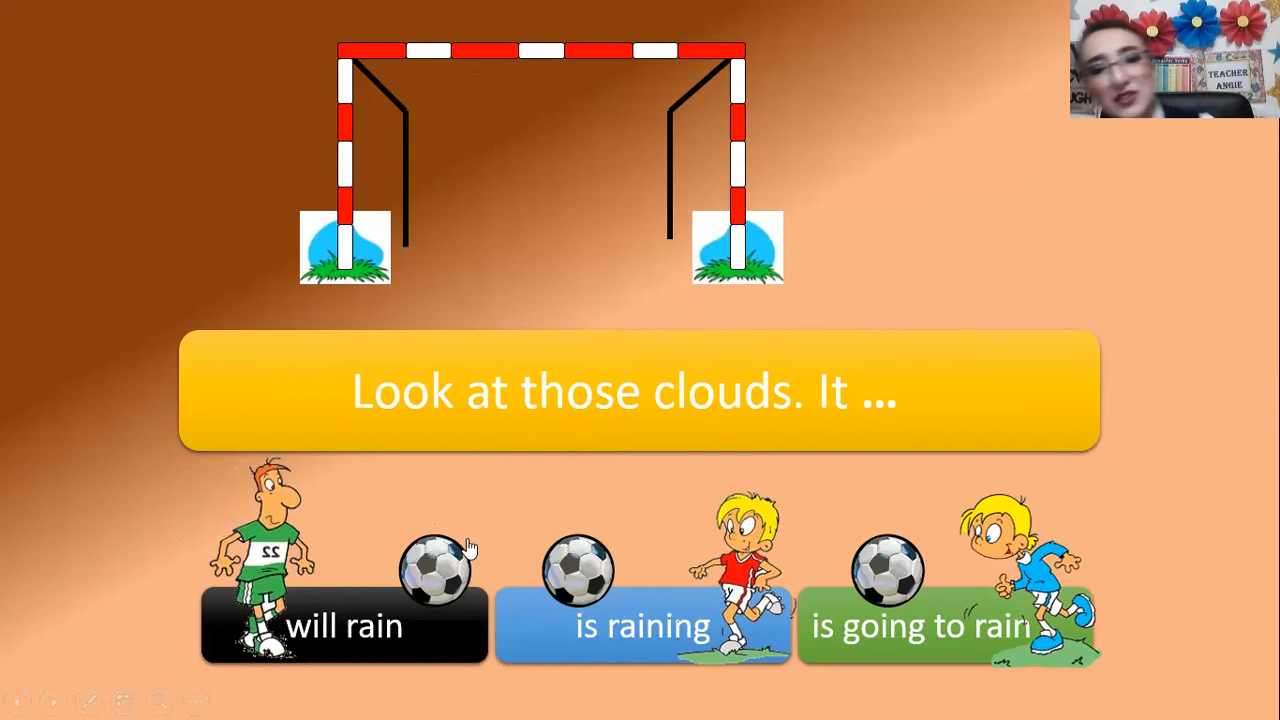 TEACHER
ANGIE
Look at those clouds. It ...
22
will rain
is raining
is going to rain